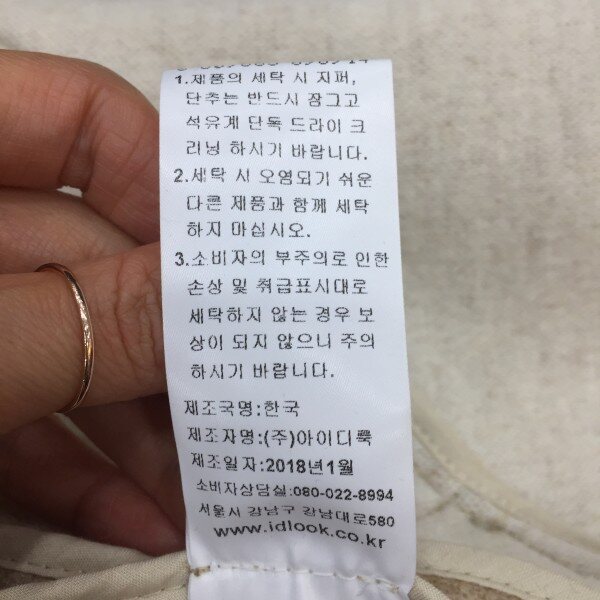 1.제품의 세탁 시 지퍼,
단추는 반드시 잠그고
석유계 단독 드라이 크
리닝 하시기 바랍니다.
2.세탁 시 오염되기 쉬운
다른 제품과 함께 세탁
하지 마십시오.
3.소비자의 부주의로 인한
손상 및 취급표시대로
세탁하지 않는 경우 보
상이 되지 않으니 주의
하시기 바랍니다.
제조국명:한국
제조자명:(주)아이디룩
제조일자:2018년1월
소비자상담실:080-022-8994
서울시 강남구 강남대로580
www.idlook.co.kr